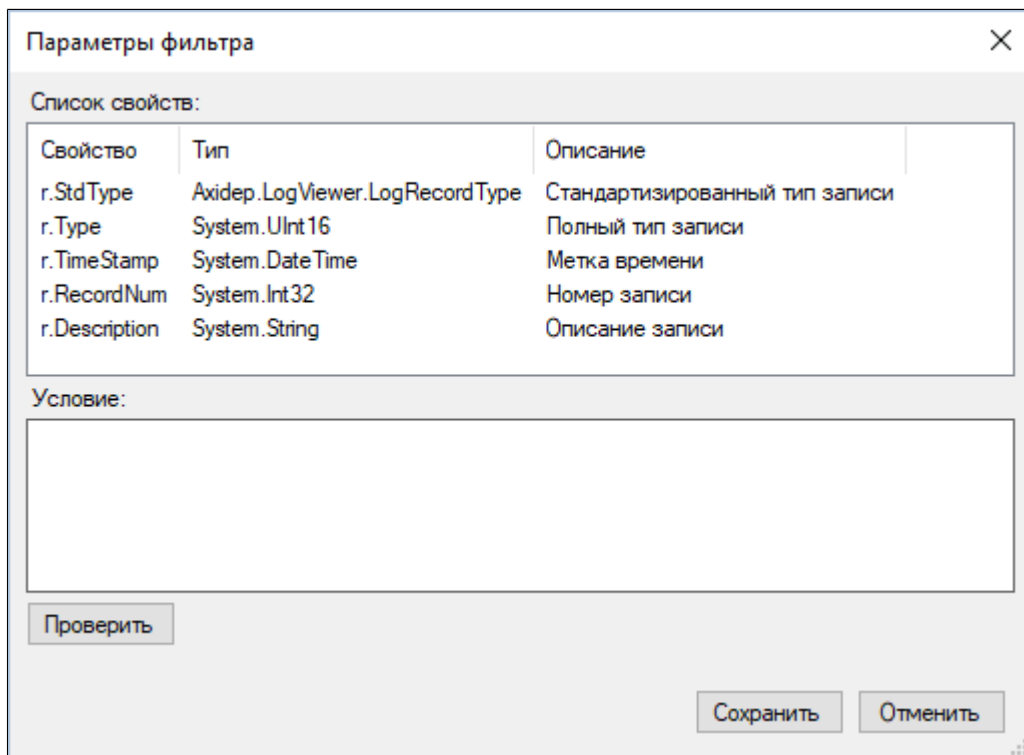 Параметры фильтра
Список свойств:
Свойство Тип Описание
r.StdType Axidep.LogViewer.LogRecordType Стандартизированный тип записи
r.Type System.UInt16 Полный тип записи
r.TimeStamp System.DateTime Метка времени
r.RecordNum System.Int32 Номер записи
r.Description System.String Описание записи
Условие:
Проверить
Сохранить Отменить